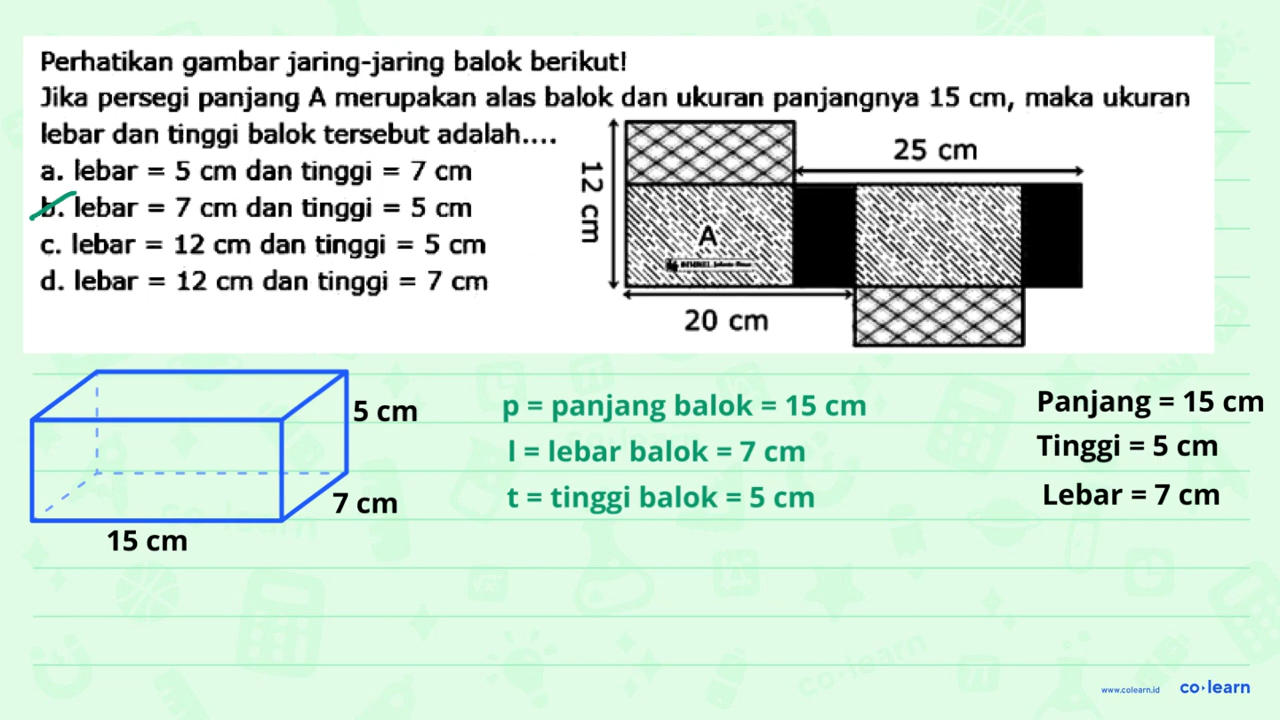 Perhatikan gambar jaring-jaring balok berikut!
Jika persegi panjang A merupakan alas balok dan ukuran panjangnya 15 cm, maka ukuran
lebar dan tinggi balok tersebut adalah....
a. lebar = 5 cm dan tinggi = 7 cm
b. lebar = 7 cm dan tinggi = 5 cm
c. lebar = 12 cm dan tinggi = 5 cm
d. lebar = 12 cm dan tinggi = 7 cm
12 cm
25 cm
A
20 cm
5 cm
7 cm
15 cm
p = panjang balok = 15 cm
l = lebar balok = 7 cm
t = tinggi balok = 5 cm
Panjang = 15 cm
Tinggi = 5 cm
Lebar = 7 cm
www.colearn.id
co·learn